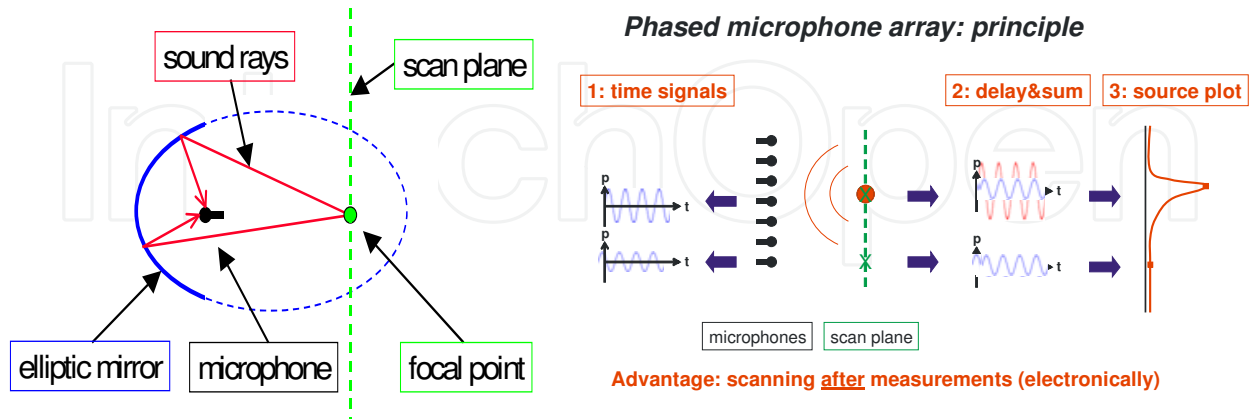 sound rays
scan plane
elliptic mirror
microphone
focal point
Phased microphone array: principle
1: time signals
2: delay&sum
3: source plot
p
t
p
t
p
t
p
t
microphones
scan plane
Advantage: scanning after measurements (electronically)